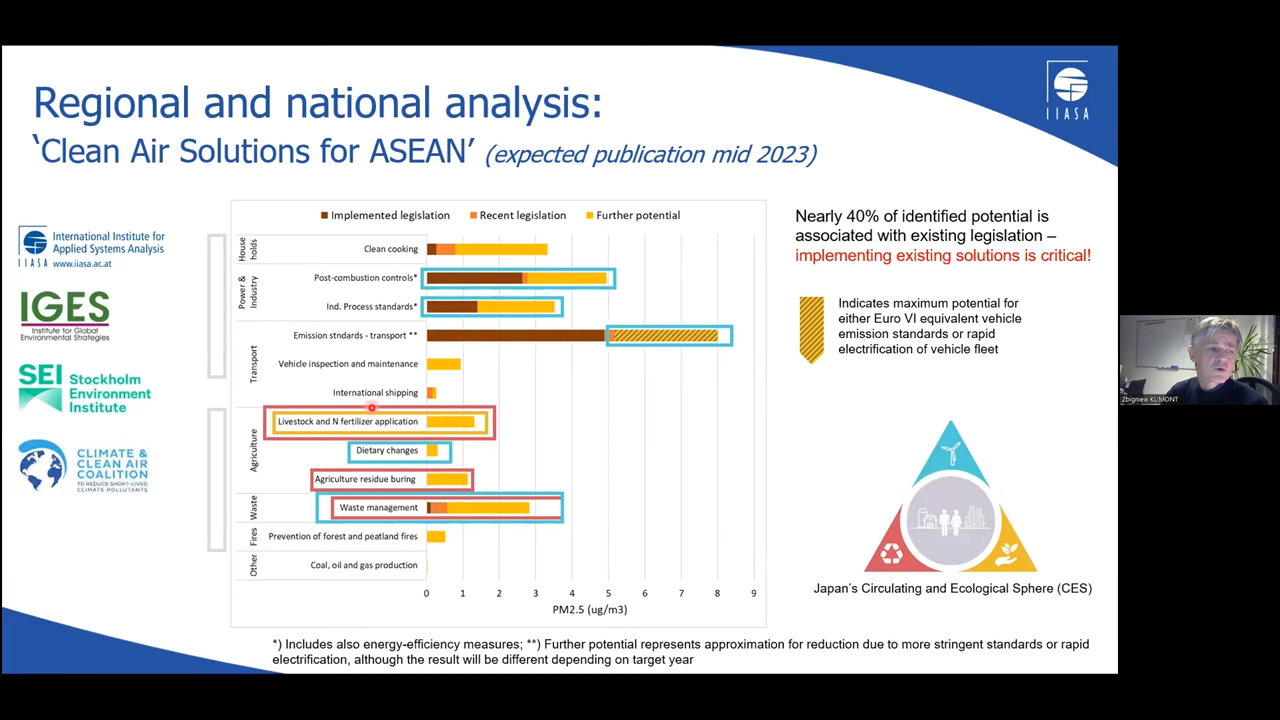 Regional and national analysis:
‘Clean Air Solutions for ASEAN’ (expected publication mid 2023)
IIASA
International Institute for
Applied Systems Analysis
IIASA www.iiasa.ac.at
IGES
Institute for Global
Environmental Strategies
SEI Stockholm
Environment
Institute
CLIMATE &
CLEAN AIR
COALITION
TO REDUCE SHORT-LIVED
CLIMATE POLLUTANTS
Implemented legislation
Recent legislation
Further potential
House
holds
Clean cooking
Power &
Industry
Post-combustion controls*
Ind. Process standards*
Transport
Emission stndards - transport **
Vehicle inspection and maintenance
International shipping
Agriculture
Livestock and N fertilizer application
Dietary changes
Agriculture residue buring
Waste
Waste management
Fires
Prevention of forest and peatland fires
Other
Coal, oil and gas production
0 1 2 3 4 5 6 7 8 9
PM2.5 (ug/m3)
Nearly 40% of identified potential is
associated with existing legislation –
implementing existing solutions is critical!
Indicates maximum potential for
either Euro VI equivalent vehicle
emission standards or rapid
electrification of vehicle fleet
Japan’s Circulating and Ecological Sphere (CES)
*) Includes also energy-efficiency measures; **) Further potential represents approximation for reduction due to more stringent standards or rapid
electrification, although the result will be different depending on target year
Zbigniew KLIMONT